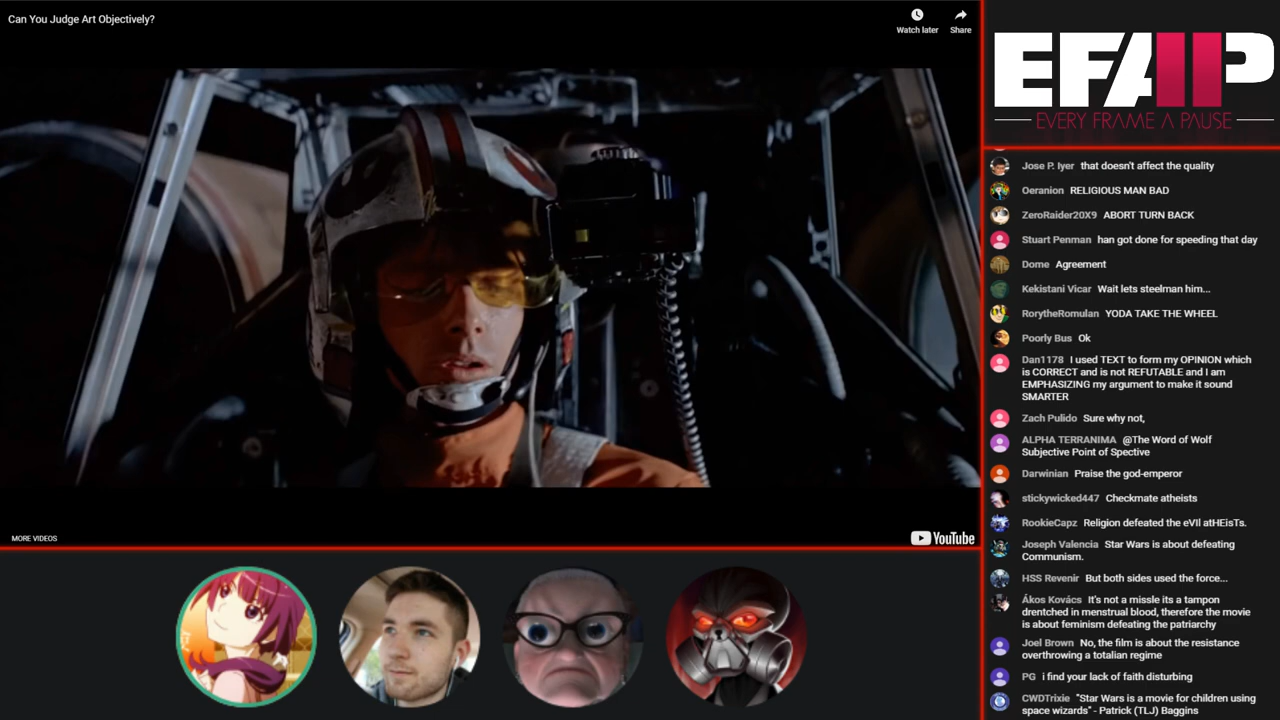 Can You Judge Art Objectively?
Watch later
Share
MORE VIDEOS
YouTube
EFAP
EVERY FRAME A PAUSE
Jose P. Iyer that doesn't affect the quality
Oeranion RELIGIOUS MAN BAD
ZeroRaider20X9 ABORT TURN BACK
Stuart Penman han got done for speeding that day
Dome Agreement
Kekistani Vicar Wait lets steelman him...
RorytheRomulan YODA TAKE THE WHEEL
Poorly Bus Ok
Dan1178 I used TEXT to form my OPINION which
is CORRECT and is not REFUTABLE and I am
EMPHASIZING my argument to make it sound
SMARTER
Zach Pulido Sure why not,
ALPHA TERRANIMA @The Word of Wolf
Subjective Point of Spective
Darwinian Praise the god-emperor
stickywicked447 Checkmate atheists
RookieCapz Religion defeated the eVIl atHEisTs.
Joseph Valencia Star Wars is about defeating
Communism.
HSS Revenir But both sides used the force...
Ákos Kovács It's not a missle its a tampon
drentched in menstrual blood, therefore the movie
is about feminism defeating the patriarchy
Joel Brown No, the film is about the resistance
overthrowing a totalian regime
PG i find your lack of faith disturbing
CWDTrixie "Star Wars is a movie for children using
space wizards" - Patrick (TLJ) Baggins